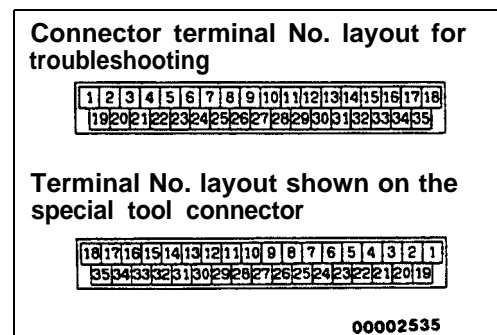 Connector terminal No. layout for
troubleshooting
1 2 3 4 5 6 7 8 9 10 11 12 13 14 15 16 17 18
19 20 21 22 23 24 25 26 27 28 29 30 31 32 33 34 35
Terminal No. layout shown on the
special tool connector
18 17 16 15 14 13 12 11 10 9 8 7 6 5 4 3 2 1
35 34 33 32 31 30 29 28 27 26 25 24 23 22 21 20 19
00002535